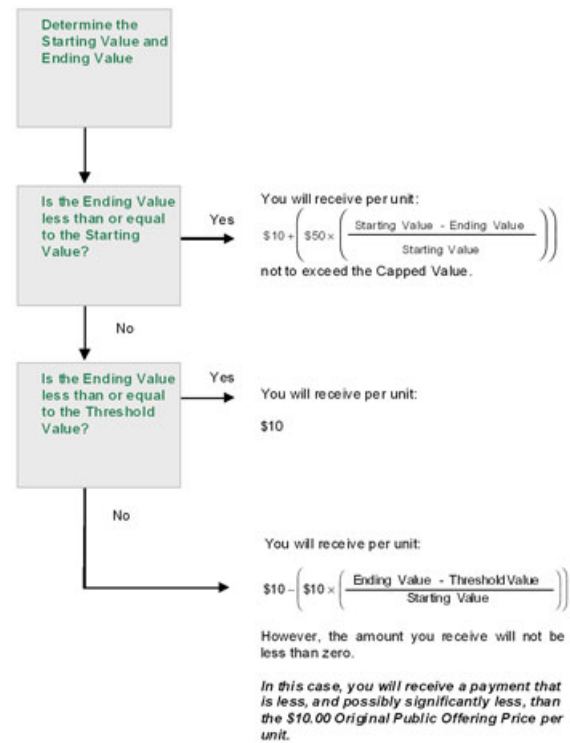 Determine the
Starting Value and
Ending Value
Is the Ending Value
less than or equal
to the Starting
Value?
Yes
You will receive per unit:
$10 + ( $50 × ( Starting Value - Ending Value
Starting Value ) )
not to exceed the Capped Value.
No
Is the Ending Value
less than or equal
to the Threshold
Value?
Yes
You will receive per unit:
$10
No
You will receive per unit:
$10 – ( $10 × ( Ending Value - Threshold Value
Starting Value ) )
However, the amount you receive will not be
less than zero.
In this case, you will receive a payment that
is less, and possibly significantly less, than
the $10.00 Original Public Offering Price per
unit.